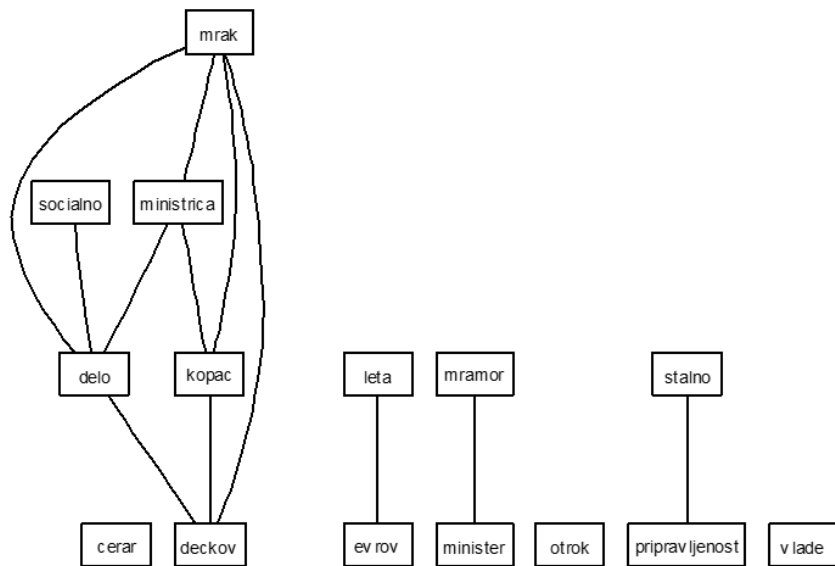 mrak
socialno ministrica
delo kopac leta mramor stalno
cerar deckov evrov minister otrok pripravljenost vlade